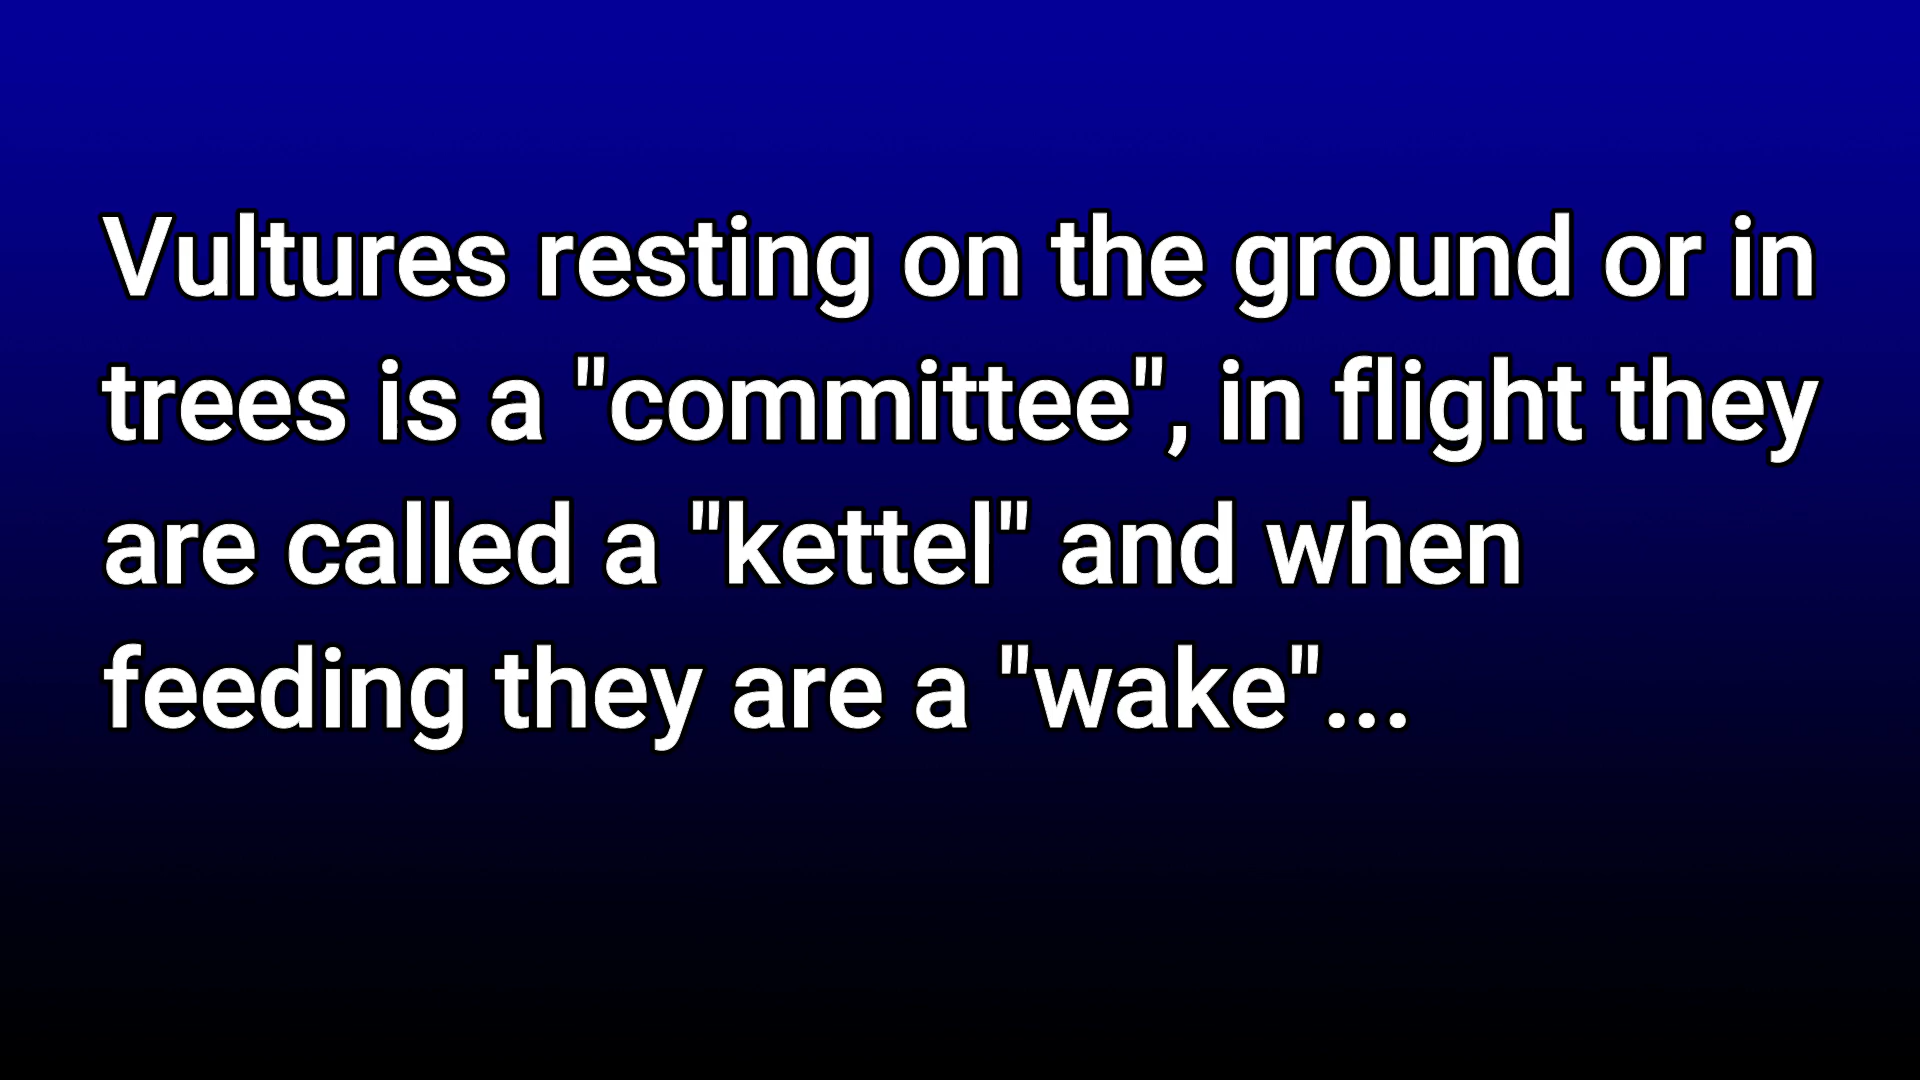 Vultures resting on the ground or in
trees is a "committee", in flight they
are called a "kettel" and when
feeding they are a "wake"...